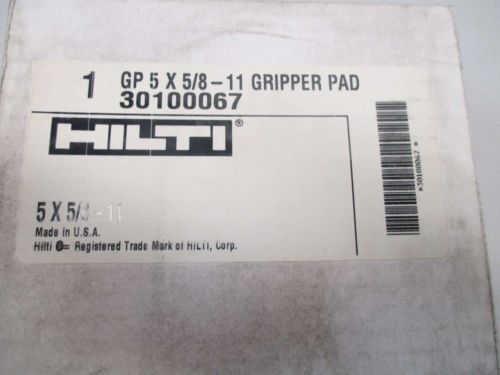 1 GP 5 X 5/8-11 GRIPPER PAD
30100067
HILTI®
*30100067*
5 X 5/8-11
Made in U.S.A.
Hilti ®= Registered Trade Mark of HILTI, Corp.